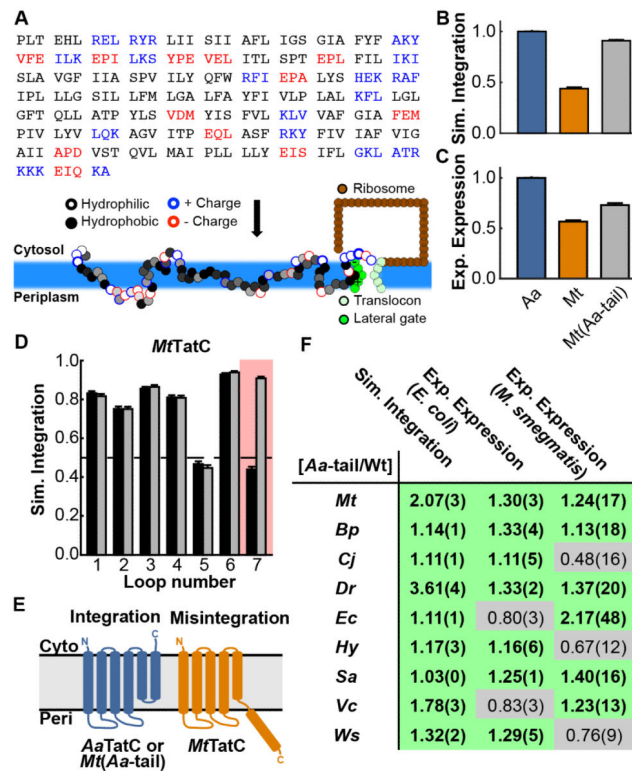 A
PLT EHL REL RYR LII SII AFL IGS GIA FYF AKY
VFE ILK EPI LKS YPE VEL ITL SPT EPL FIL IKI
SLA VGF IIA SPV ILY QFW RFI EPA LYS HEK RAF
IPL LLG SIL LFM LGA LFA YFI VLP LAL KFL LGL
GFT QLL ATP YLS VDM YIS FVL KLV VAF GIA FEM
PIV LYV LQK AGV ITP EQL ASF RKY FIV IAF VIG
AII APD VST QVL MAI PLL LYE EIS IFL GKL ATR
KKK EIQ KA
Hydrophilic + Charge
Hydrophobic - Charge
Ribosome
Cytosol
Periplasm
Translocon
Lateral gate
B
Sim. Integration
1.0
0.5
0.0
C
Exp. Expression
1.0
0.5
0.0
Aa Mt Mt(Aa-tail)
D
MtTatC
Sim. Integration
1.0
0.8
0.6
0.4
0.2
0.0
1 2 3 4 5 6 7
Loop number
E
Integration Misintegration
Cyto
N C N
Peri
C
AaTatC or
Mt(Aa-tail)
MtTatC
F
Sim. Integration
Exp. Expression
(E. coli)
Exp. Expression
(M. smegmatis)
[Aa-tail/Wt]
Mt 2.07(3) 1.30(3) 1.24(17)
Bp 1.14(1) 1.33(4) 1.13(18)
Cj 1.11(1) 1.11(5) 0.48(16)
Dr 3.61(4) 1.33(2) 1.37(20)
Ec 1.11(1) 0.80(3) 2.17(48)
Hy 1.17(3) 1.16(6) 0.67(12)
Sa 1.03(0) 1.25(1) 1.40(16)
Vc 1.78(3) 0.83(3) 1.23(13)
Ws 1.32(2) 1.29(5) 0.76(9)